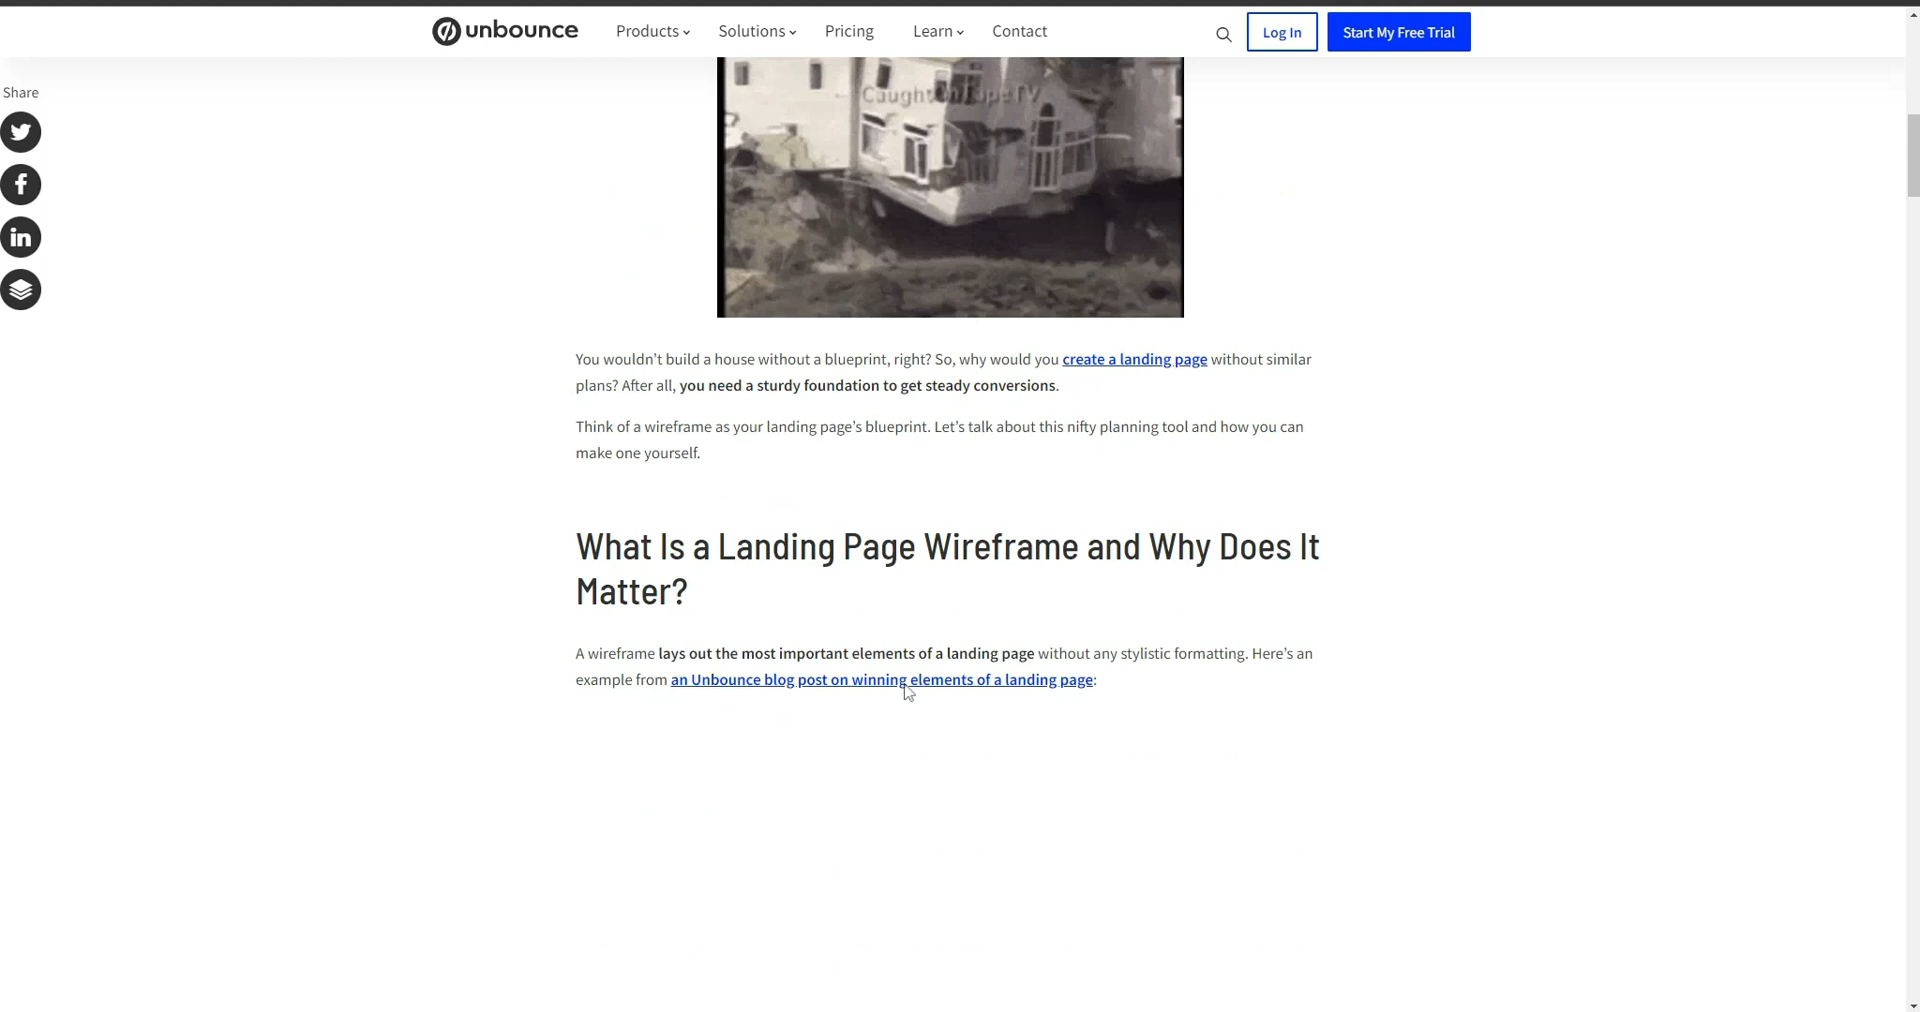 unbounce
Products
Solutions
Pricing
Learn
Contact
Log In
Start My Free Trial
Share
CaughtOnTapeTV
You wouldn't build a house without a blueprint, right? So, why would you create a landing page without similar
plans? After all, you need a sturdy foundation to get steady conversions.
Think of a wireframe as your landing page's blueprint. Let's talk about this nifty planning tool and how you can
make one yourself.
What Is a Landing Page Wireframe and Why Does It
Matter?
A wireframe lays out the most important elements of a landing page without any stylistic formatting. Here's an
example from an Unbounce blog post on winning elements of a landing page: